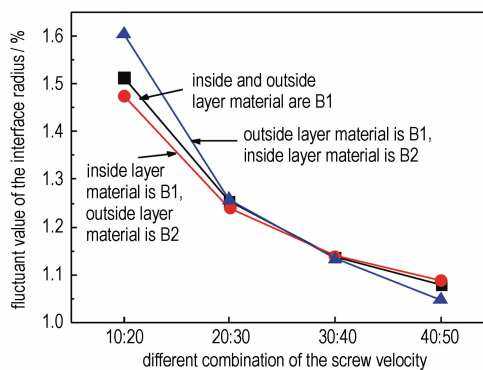 fluctuant value of the interface radius / %
1.6
1.5
1.4
1.3
1.2
1.1
1.0
inside and outside
layer material are B1
outside layer material is B1,
inside layer material is B2
inside layer
material is B1,
outside layer
material is B2
10:20 20:30 30:40 40:50
different combination of the screw velocity